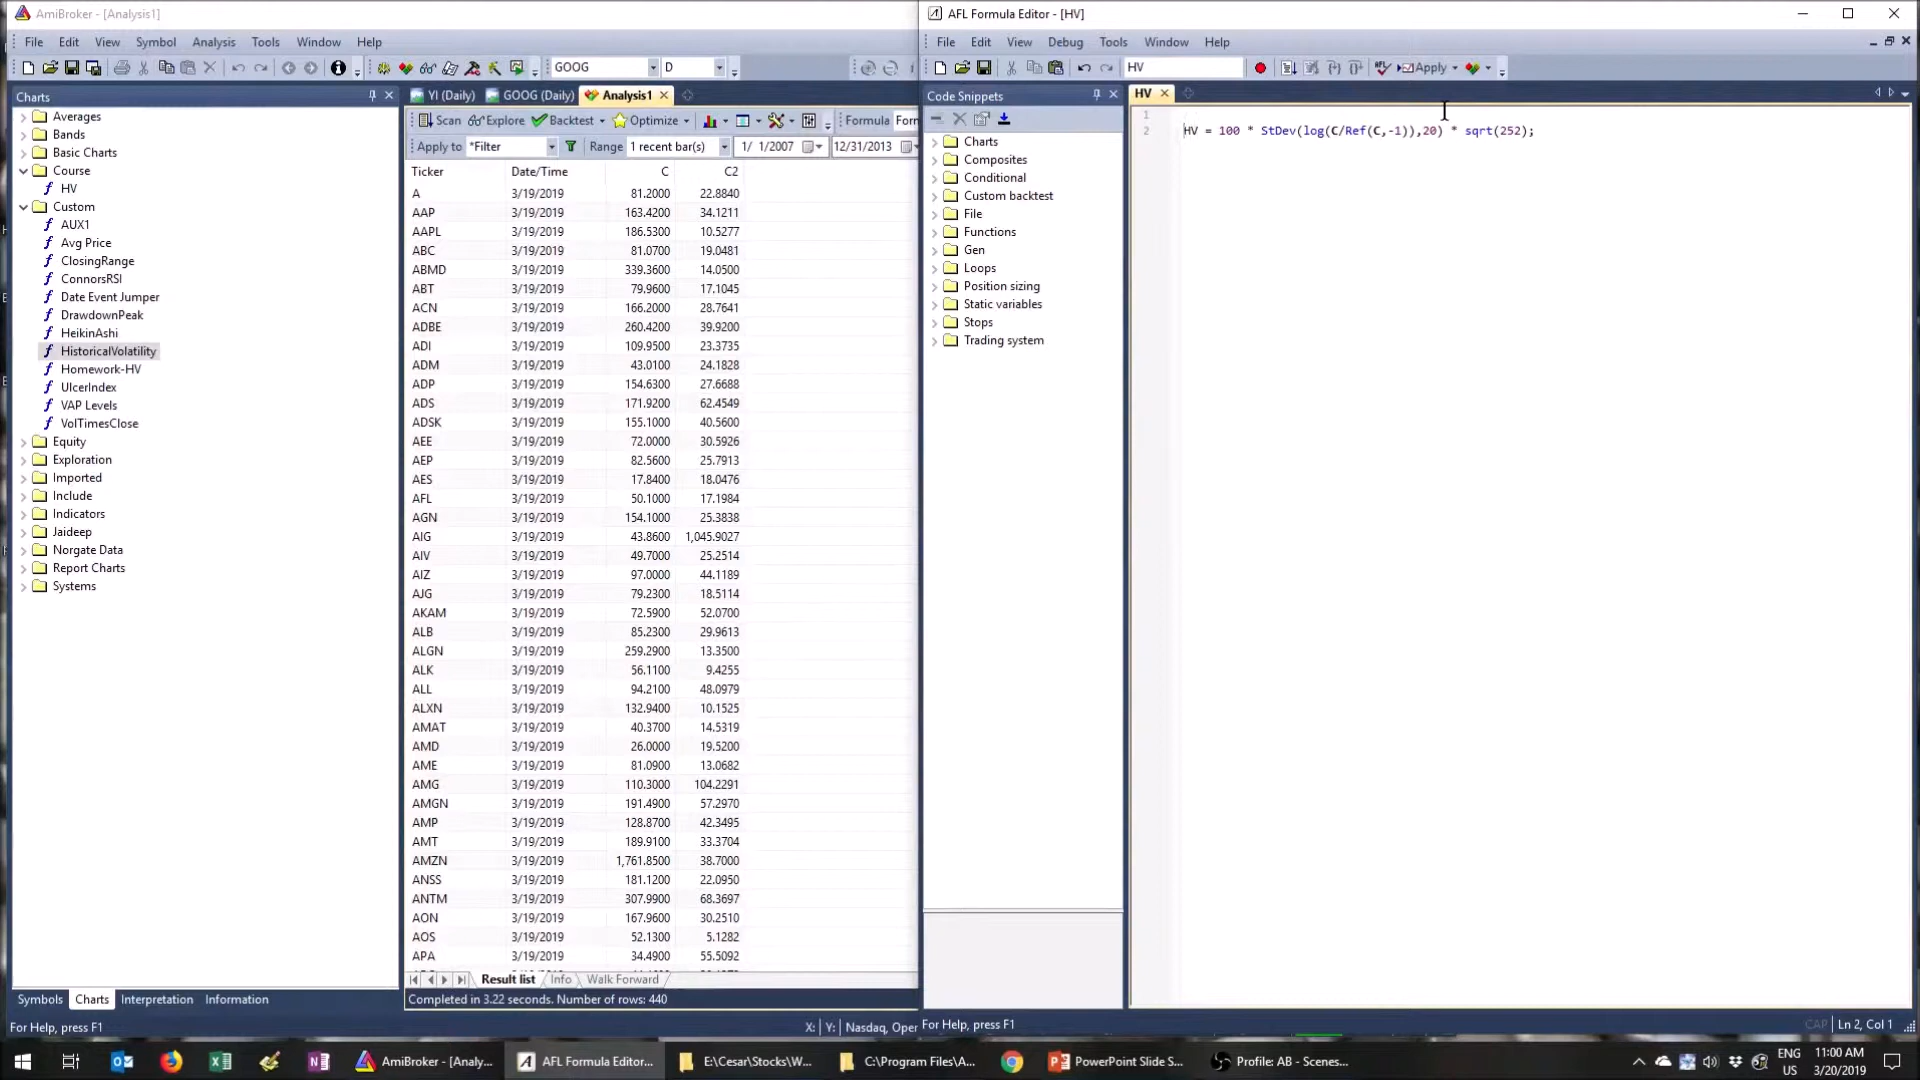 AmiBroker - [Analysis1]
File Edit View Symbol Analysis Tools Window Help
GOOG D
Charts
Averages
Bands
Basic Charts
Course
HV
Custom
AUX1
Avg Price
ClosingRange
ConnorsRSI
Date Event Jumper
DrawdownPeak
HeikinAshi
HistoricalVolatility
Homework-HV
UlcerIndex
VAP Levels
VolTimesClose
Equity
Exploration
Imported
Include
Indicators
Jaideep
Norgate Data
Report Charts
Systems
Symbols Charts Interpretation Information
For Help, press F1
YI (Daily) GOOG (Daily) Analysis1
Scan Explore Backtest Optimize Formula
Apply to *Filter Range 1 recent bar(s) 1/ 1/2007 12/31/2013
Ticker Date/Time C C2
A 3/19/2019 81.2000 22.8840
AAP 3/19/2019 163.4200 34.1211
AAPL 3/19/2019 186.5300 10.5277
ABC 3/19/2019 81.0700 19.0481
ABMD 3/19/2019 339.3600 14.0500
ABT 3/19/2019 79.9600 17.1045
ACN 3/19/2019 166.2000 28.7641
ADBE 3/19/2019 260.4200 39.9200
ADI 3/19/2019 109.9500 23.3735
ADM 3/19/2019 43.0100 24.1828
ADP 3/19/2019 154.6300 27.6688
ADS 3/19/2019 171.9200 62.4549
ADSK 3/19/2019 155.1000 40.5600
AEE 3/19/2019 72.0000 30.5926
AEP 3/19/2019 82.5600 25.7913
AES 3/19/2019 17.8400 18.0476
AFL 3/19/2019 50.1000 17.1984
AGN 3/19/2019 154.1000 25.3838
AIG 3/19/2019 43.8600 1,045.9027
AIV 3/19/2019 49.7000 25.2514
AIZ 3/19/2019 97.0000 44.1189
AJG 3/19/2019 79.2300 18.5114
AKAM 3/19/2019 72.5900 52.0700
ALB 3/19/2019 85.2300 29.9613
ALGN 3/19/2019 259.2900 13.3500
ALK 3/19/2019 56.1100 9.4255
ALL 3/19/2019 94.2100 48.0979
ALXN 3/19/2019 132.9400 10.1525
AMAT 3/19/2019 40.3700 14.5319
AMD 3/19/2019 26.0000 19.5200
AME 3/19/2019 81.0900 13.0682
AMG 3/19/2019 110.3000 104.2291
AMGN 3/19/2019 191.4900 57.2970
AMP 3/19/2019 128.8700 42.3495
AMT 3/19/2019 189.9100 33.3704
AMZN 3/19/2019 1,761.8500 38.7000
ANSS 3/19/2019 181.1200 22.0950
ANTM 3/19/2019 307.9900 68.3697
AON 3/19/2019 167.9600 30.2510
AOS 3/19/2019 52.1300 5.1282
APA 3/19/2019 34.4900 55.5092
Result list Info Walk Forward
Completed in 3.22 seconds. Number of rows: 440
X: Y: Nasdaq, Oper
AFL Formula Editor - [HV]
File Edit View Debug Tools Window Help
HV Apply
Code Snippets
Charts
Composites
Conditional
Custom backtest
File
Functions
Gen
Loops
Position sizing
Static variables
Stops
Trading system
HV
1
2 HV = 100 * StDev(log(C/Ref(C,-1)),20) * sqrt(252);
For Help, press F1
CAP Ln 2, Col 1
AmiBroker - [Analy... AFL Formula Editor... E:\Cesar\Stocks\W... C:\Program Files\A... PowerPoint Slide S... Profile: AB - Scenes...
ENG US 11:00 AM 3/20/2019